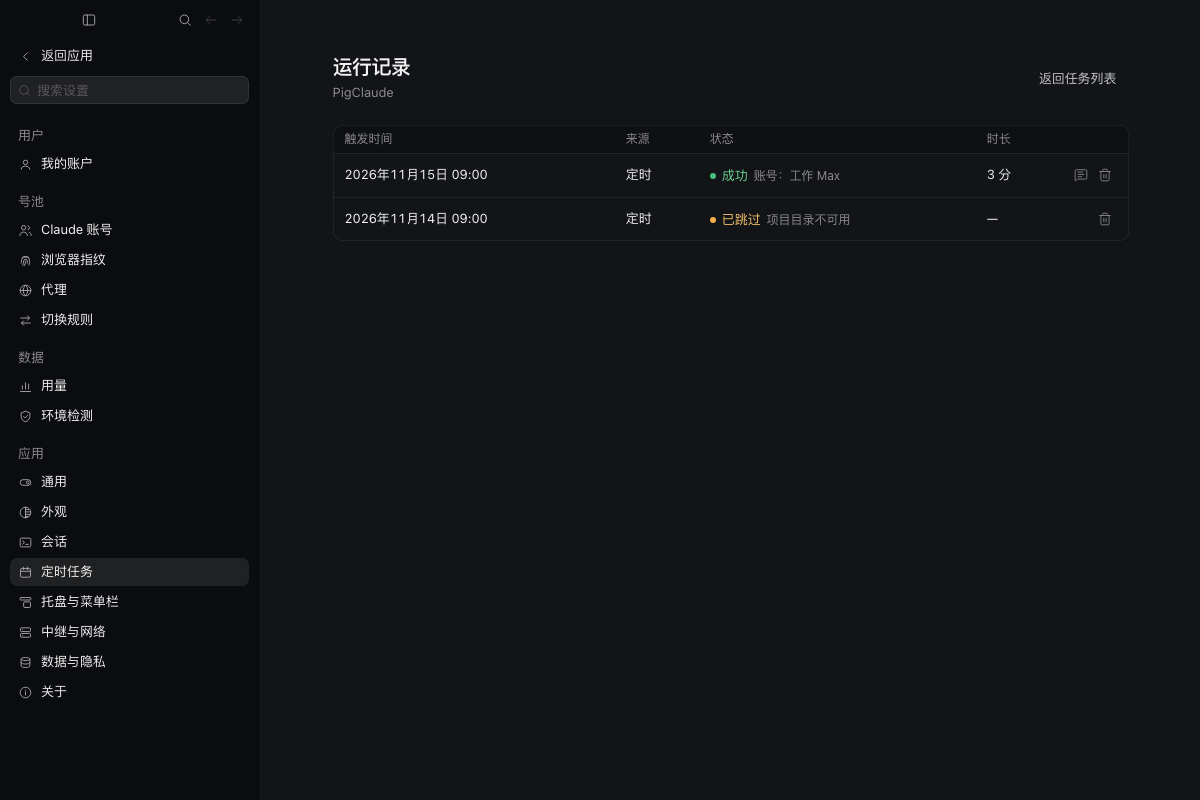 返回应用
搜索设置
用户
我的账户
号池
Claude 账号
浏览器指纹
代理
切换规则
数据
用量
环境检测
应用
通用
外观
会话
定时任务
托盘与菜单栏
中继与网络
数据与隐私
关于
运行记录
PigClaude
返回任务列表
触发时间 来源 状态 时长
2026年11月15日 09:00 定时 成功 账号：工作 Max 3 分
2026年11月14日 09:00 定时 已跳过 项目目录不可用 —